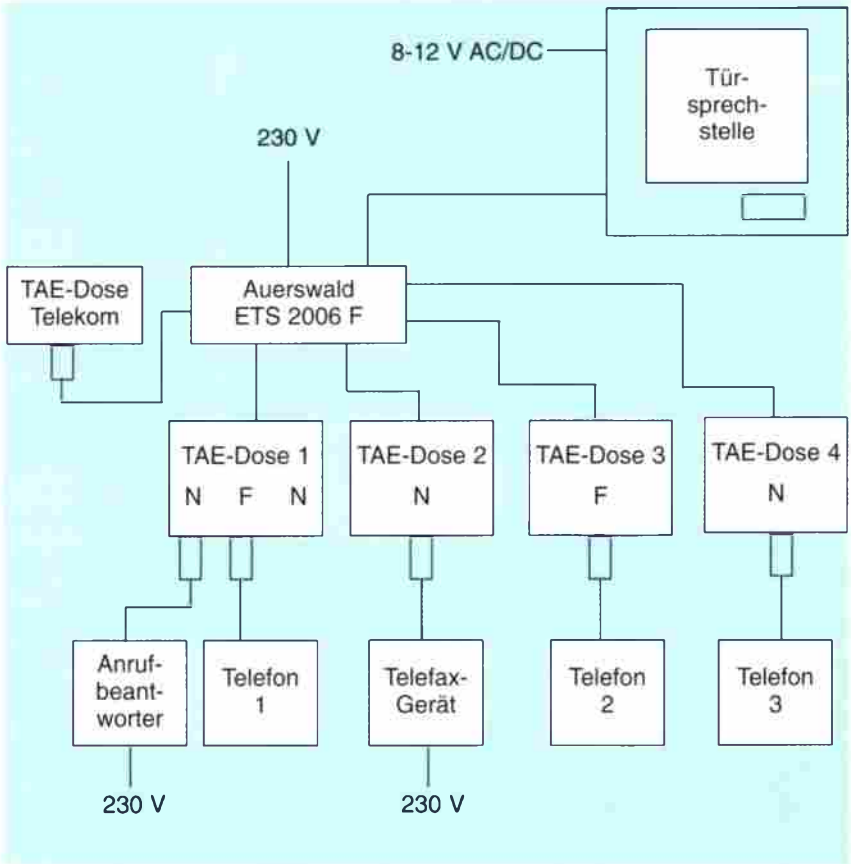 8-12 V AC/DC
Tür-
sprech-
stelle
230 V
TAE-Dose
Telekom
Auerswald
ETS 2006 F
TAE-Dose 1
N F N
TAE-Dose 2
N
TAE-Dose 3
F
TAE-Dose 4
N
Anruf-
beant-
worter
Telefon
1
Telefax-
Gerät
Telefon
2
Telefon
3
230 V
230 V